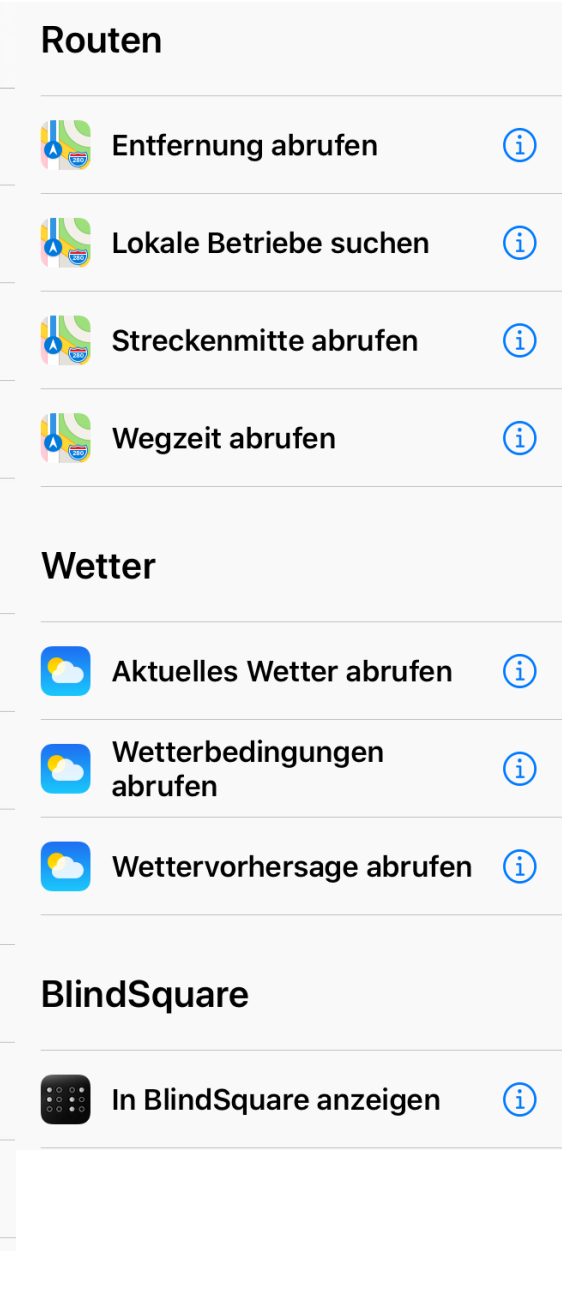 Routen
Entfernung abrufen
Lokale Betriebe suchen
Streckenmitte abrufen
Wegzeit abrufen
Wetter
Aktuelles Wetter abrufen
Wetterbedingungen
abrufen
Wettervorhersage abrufen
BlindSquare
In BlindSquare anzeigen